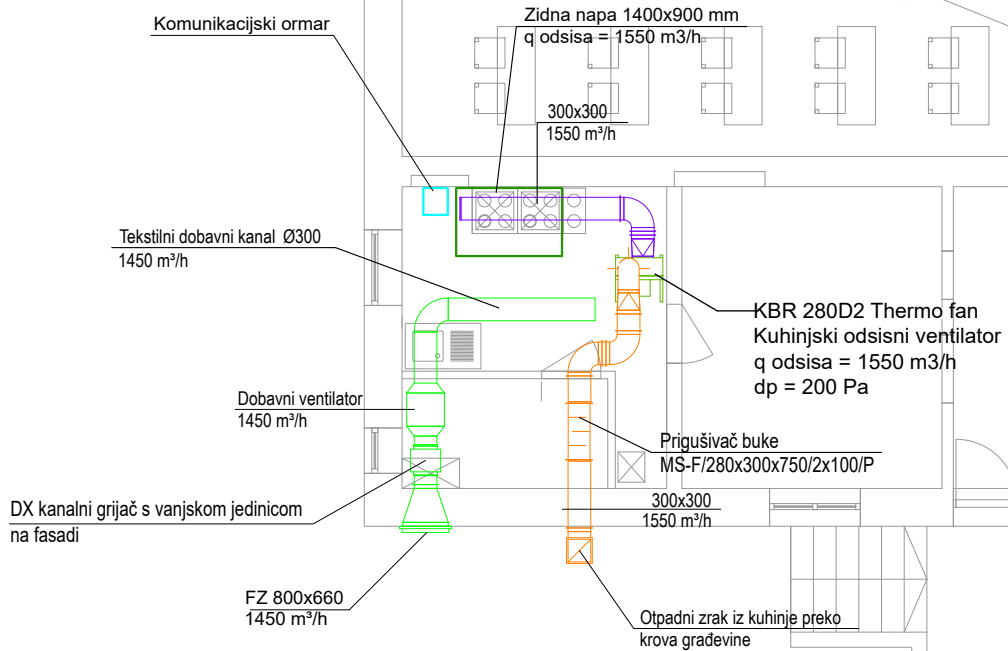 Komunikacijski ormar
Zidna napa 1400x900 mm
q odsisa = 1550 m3/h
300x300
1550 m³/h
Tekstilni dobavni kanal Ø300
1450 m³/h
KBR 280D2 Thermo fan
Kuhinjski odsisni ventilator
q odsisa = 1550 m3/h
dp = 200 Pa
Dobavni ventilator
1450 m³/h
Prigušivač buke
MS-F/280x300x750/2x100/P
DX kanalni grijač s vanjskom jedinicom
na fasadi
300x300
1550 m³/h
FZ 800x660
1450 m³/h
Otpadni zrak iz kuhinje preko
krova građevine